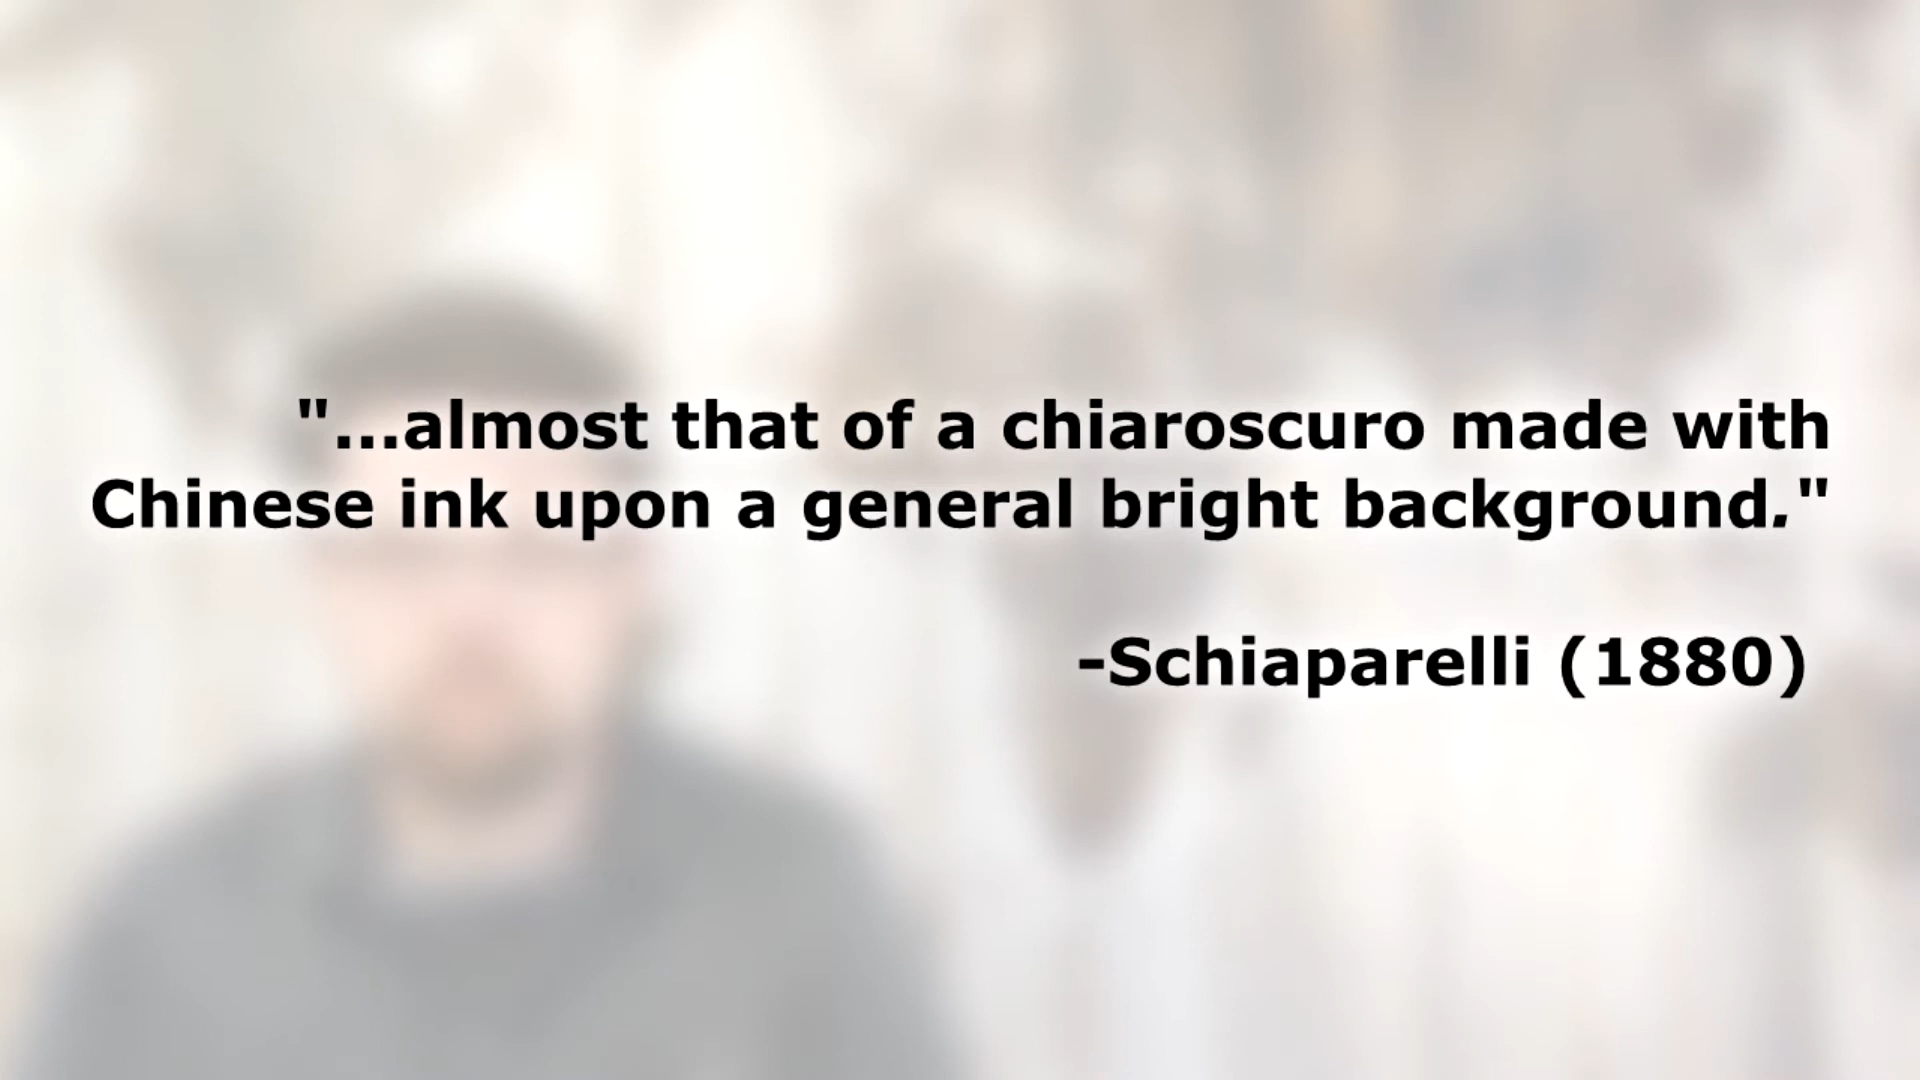 "...almost that of a chiaroscuro made with
Chinese ink upon a general bright background."
-Schiaparelli (1880)